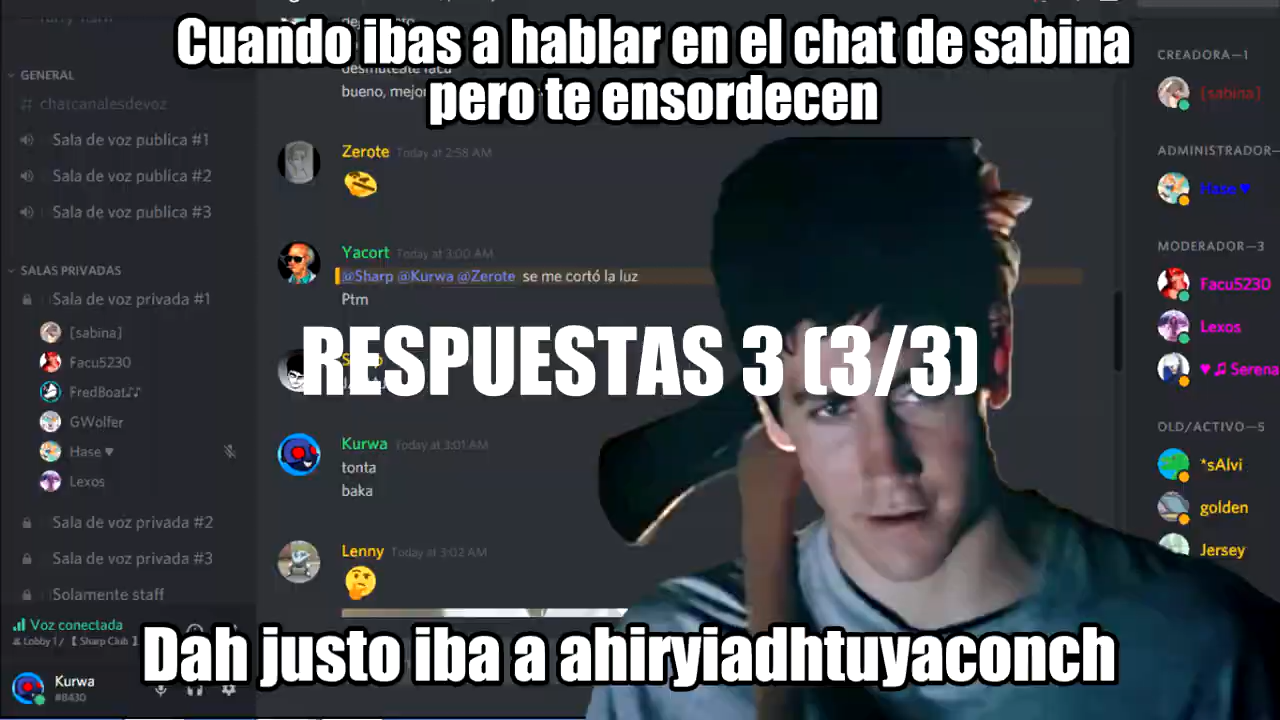 Cuando ibas a hablar en el chat de sabina
pero te ensordecen
GENERAL
# chatcanalesdevoz
Sala de voz publica #1
Sala de voz publica #2
Sala de voz publica #3
SALAS PRIVADAS
Sala de voz privada #1
[sabina]
Facu5230
FredBoat♫♫
GWolfer
Hase ♥
Lexos
Sala de voz privada #2
Sala de voz privada #3
Solamente staff
Voz conectada
Lobby 1 / 【 Sharp Club 】
Kurwa
#8430
bueno, mejor
Zerote Today at 2:58 AM
Yacort Today at 3:00 AM
@Sharp @Kurwa @Zerote se me cortó la luz
Ptm
RESPUESTAS 3 (3/3)
Kurwa Today at 3:01 AM
tonta
baka
Lenny Today at 3:02 AM
CREADORA—1
[sabina]
ADMINISTRADOR—
Hase ♥
MODERADOR—3
Facu5230
Lexos
♥ ♫ Serena
OLD/ACTIVO—5
*sAlvi
golden
Jersey
Dah justo iba a ahiryiadhtuyaconch